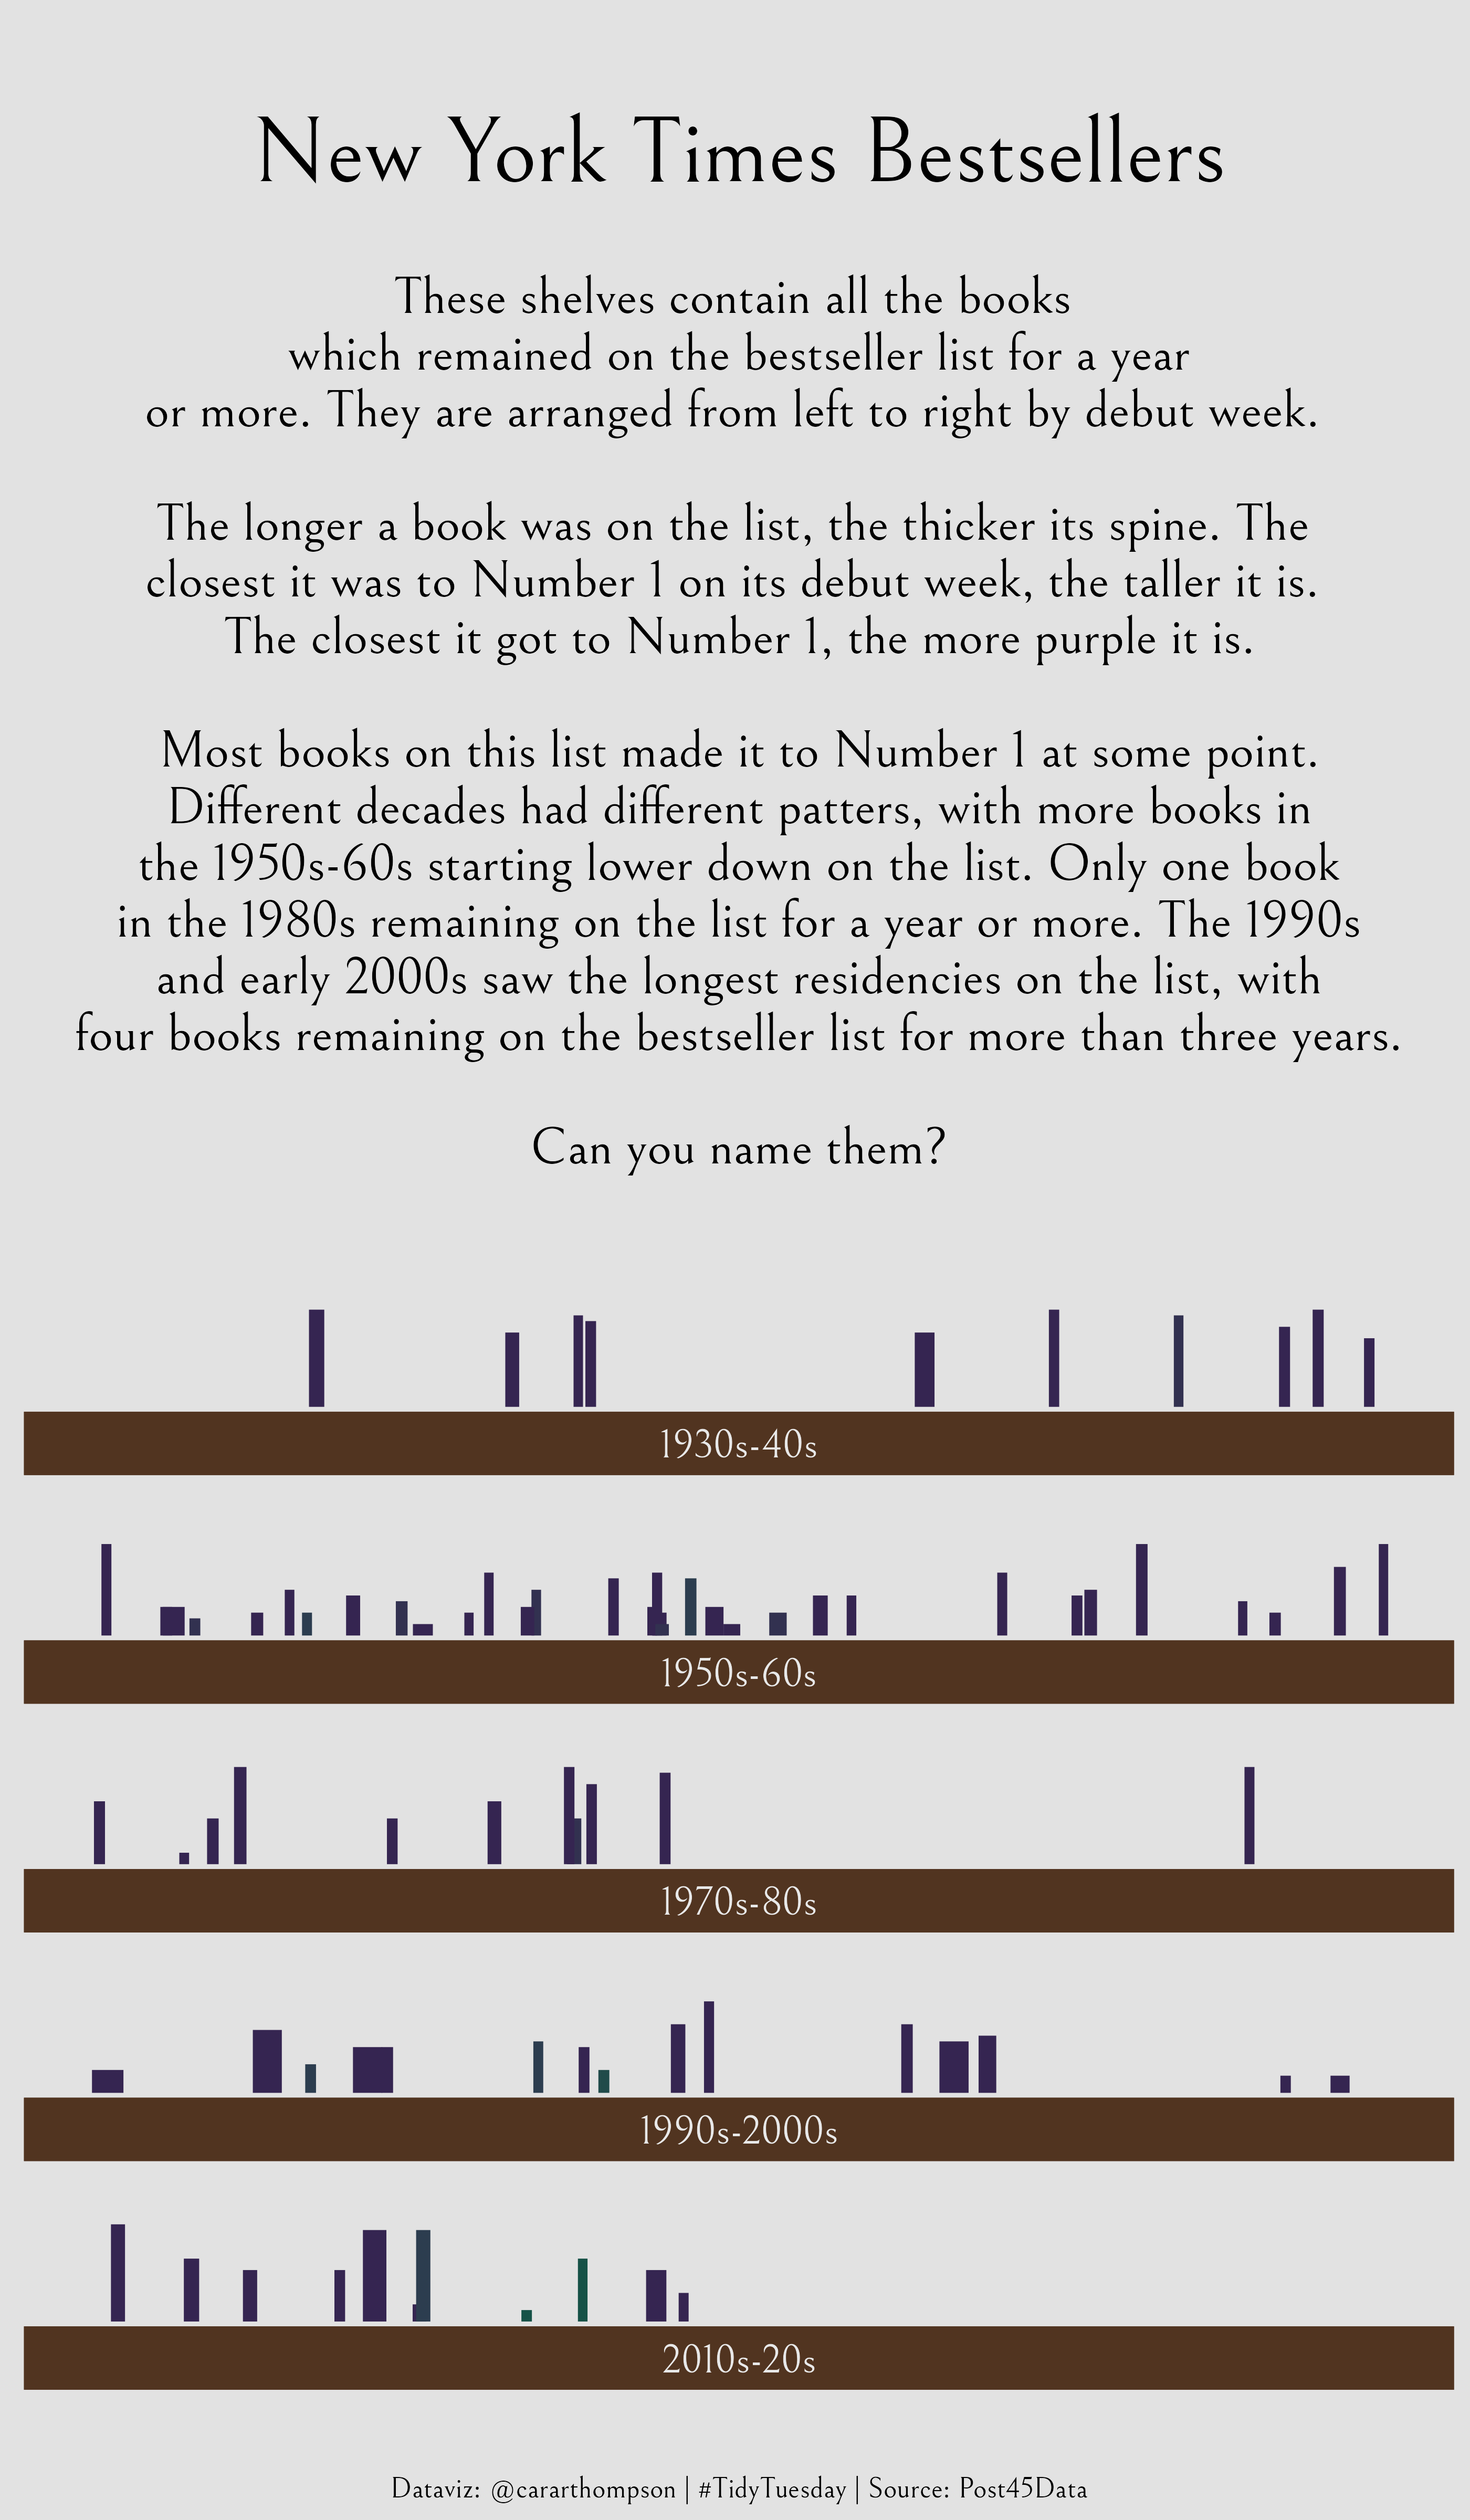 New York Times Bestsellers
These shelves contain all the books
which remained on the bestseller list for a year
or more. They are arranged from left to right by debut week.
The longer a book was on the list, the thicker its spine. The
closest it was to Number 1 on its debut week, the taller it is.
The closest it got to Number 1, the more purple it is.
Most books on this list made it to Number 1 at some point.
Different decades had different patters, with more books in
the 1950s-60s starting lower down on the list. Only one book
in the 1980s remaining on the list for a year or more. The 1990s
and early 2000s saw the longest residencies on the list, with
four books remaining on the bestseller list for more than three years.
Can you name them?
1930s-40s
1950s-60s
1970s-80s
1990s-2000s
2010s-20s
Dataviz: @cararthompson | #TidyTuesday | Source: Post45Data